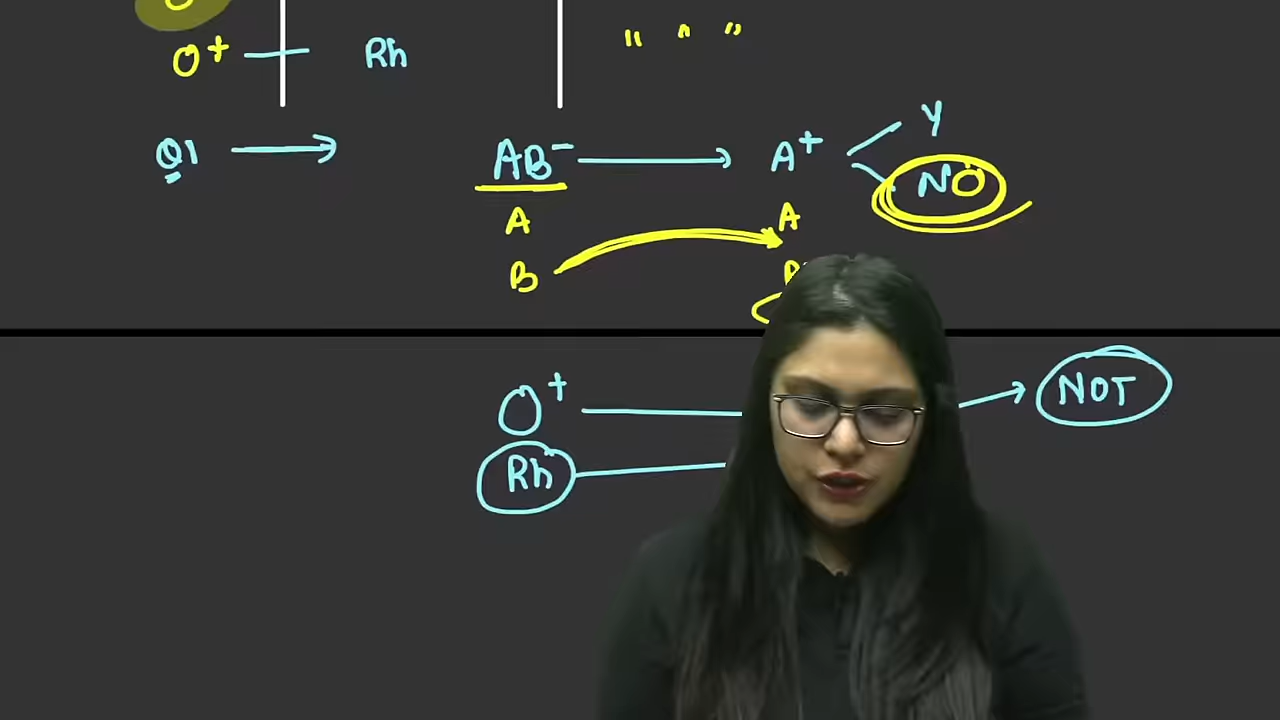 O+ Rh " " "
Q1 AB- A+ Y
NO
A A
B
O+ NOT
Rh